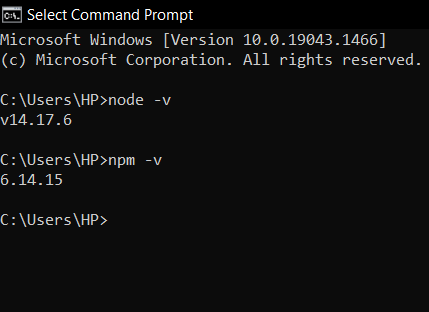 Select Command Prompt
Microsoft Windows [Version 10.0.19043.1466]
(c) Microsoft Corporation. All rights reserved.
C:\Users\HP>node -v
v14.17.6
C:\Users\HP>npm -v
6.14.15
C:\Users\HP>